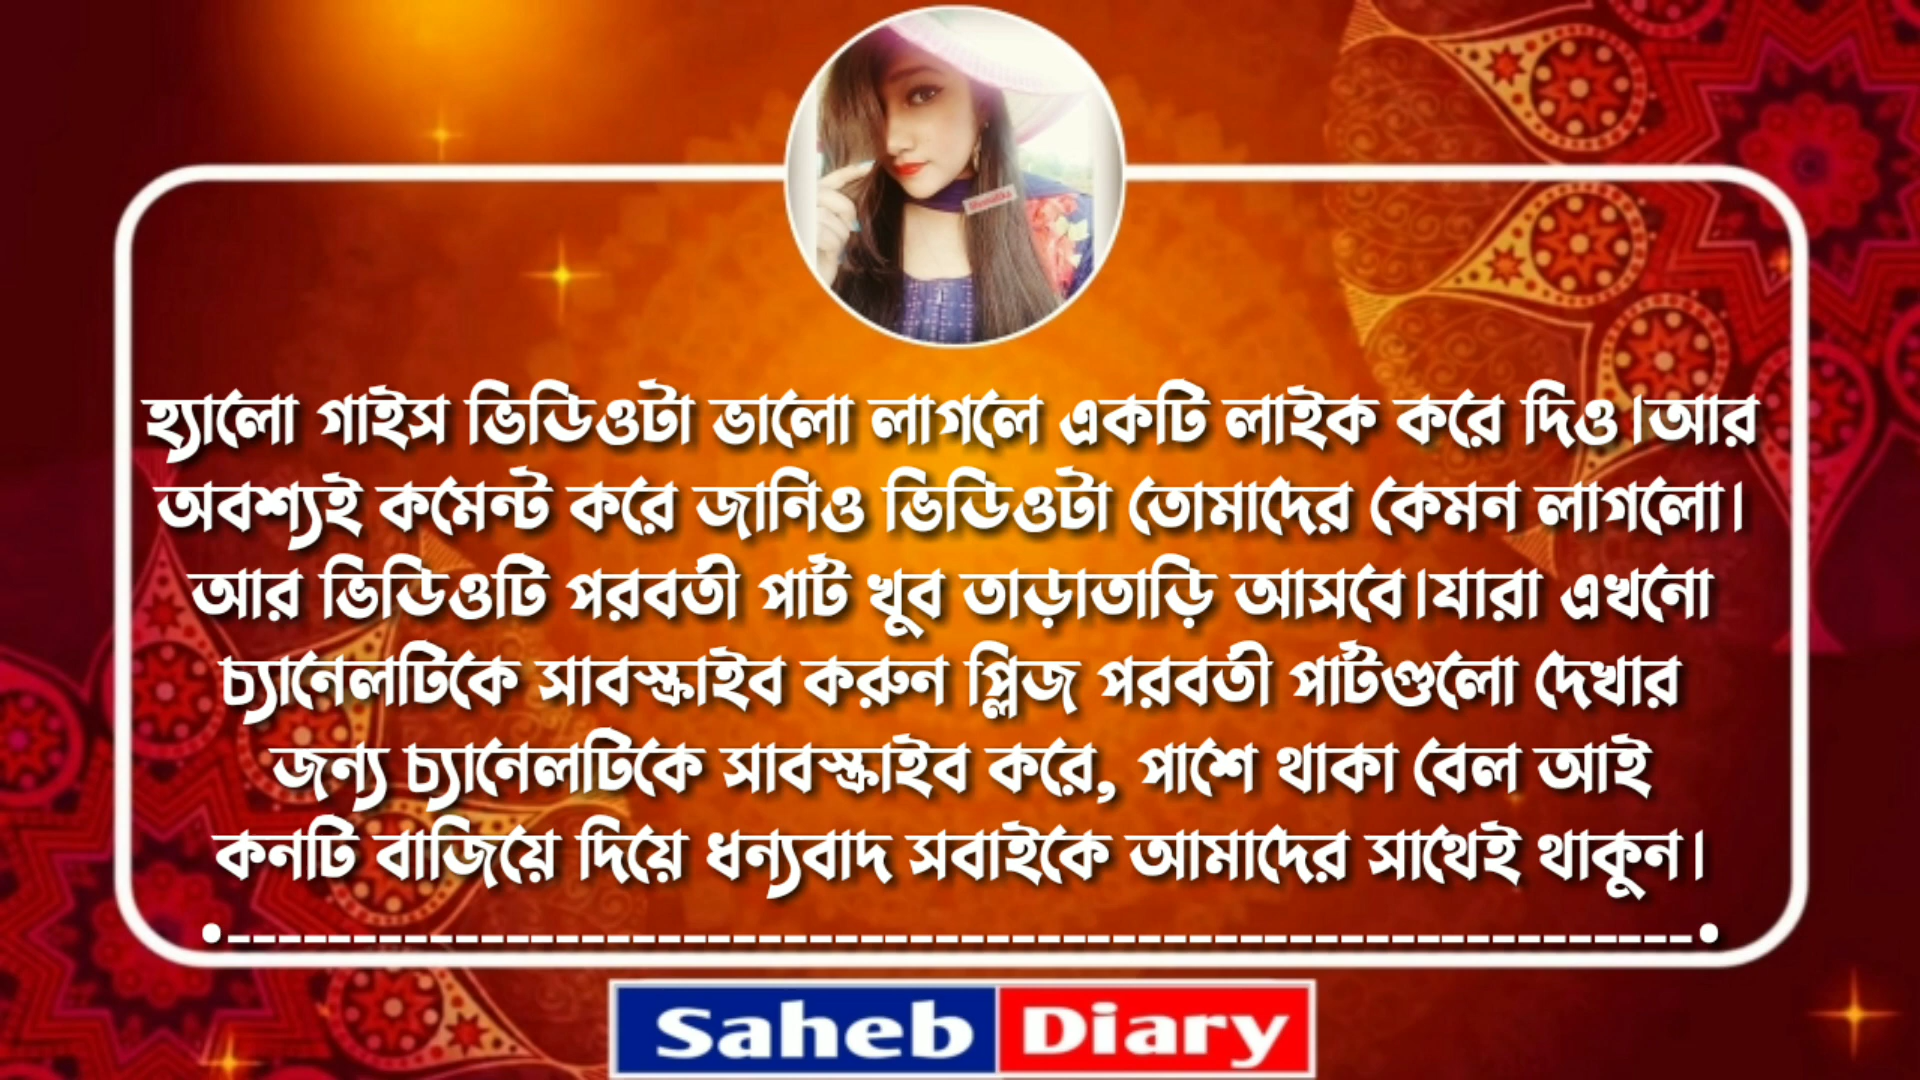 হ্যালো গাইস ভিডিওটা ভালো লাগলে একটি লাইক করে দিও।আর
অবশ্যই কমেন্ট করে জানিও ভিডিওটা তোমাদের কেমন লাগলো।
আর ভিডিওটি পরবর্তী পার্ট খুব তাড়াতাড়ি আসবে।যারা এখনো
চ্যানেলটিকে সাবস্ক্রাইব করুন প্লিজ পরবর্তী পার্টগুলো দেখার
জন্য চ্যানেলটিকে সাবস্ক্রাইব করে, পাশে থাকা বেল আই
কনটি বাজিয়ে দিয়ে ধন্যবাদ সবাইকে আমাদের সাথেই থাকুন।
Saheb Diary